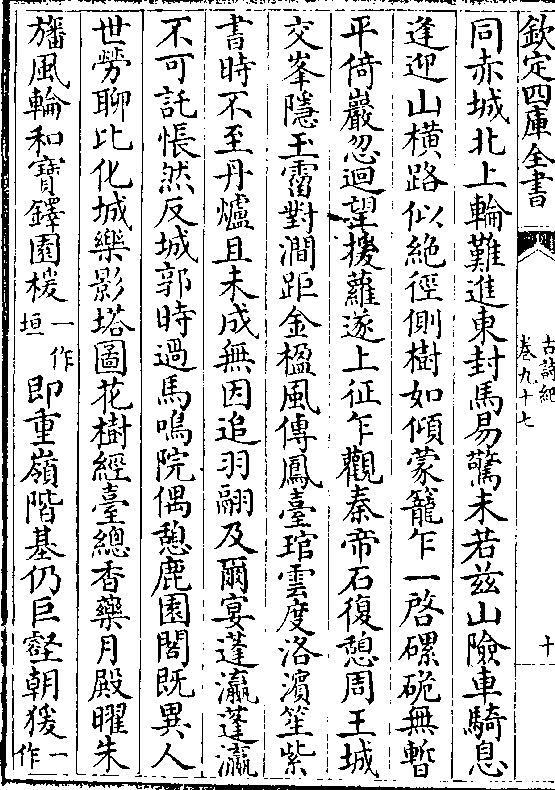 欽定四庫全書
古詩紀
卷九十七
十
同赤城北上輪難進東封馬易驚未若兹山險車騎息
逢迎山横路似絶徑側樹如傾蒙籠乍一啓磥硊無暫
平倚巖忽迴望援蘿遂上征乍觀秦帝石復憩周王城
交峯隱玉霤對澗距金楹風傳鳳臺琯雲度洛濱笙紫
書時不至丹爐且未成無因追羽翮及爾宴蓬瀛蓬瀛
不可託悵然反城郭時過馬鳴院偶憩鹿園閣既異人
世勞聊比化城樂影塔圖花樹經臺總香藥月殿曜朱
旛風輪和寶鐸園楥一作垣即重嶺階基仍巨壑朝猨一作